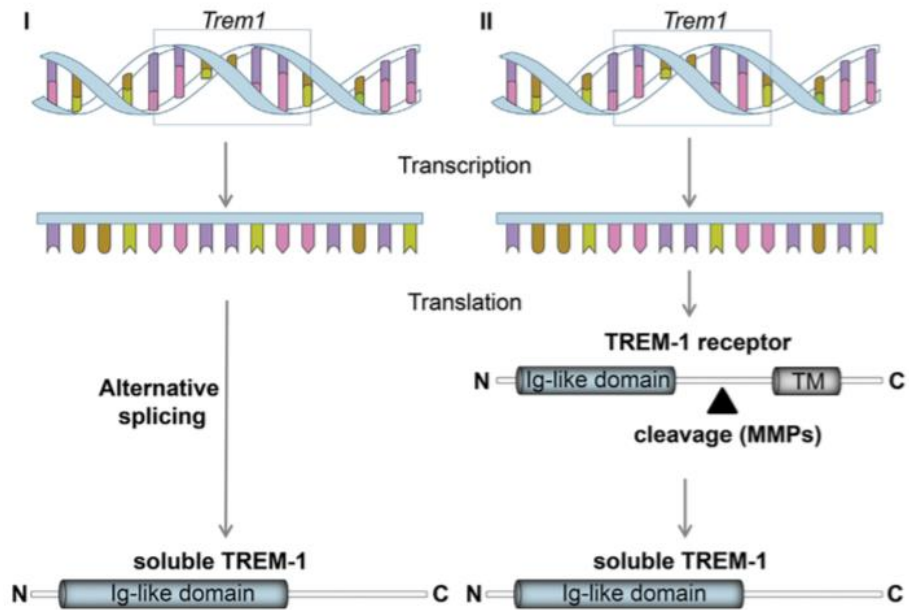 I
Trem1
II
Trem1
Transcription
Translation
TREM-1 receptor
N
Ig-like domain
TM
C
Alternative
splicing
cleavage (MMPs)
soluble TREM-1
soluble TREM-1
N
Ig-like domain
C
N
Ig-like domain
C